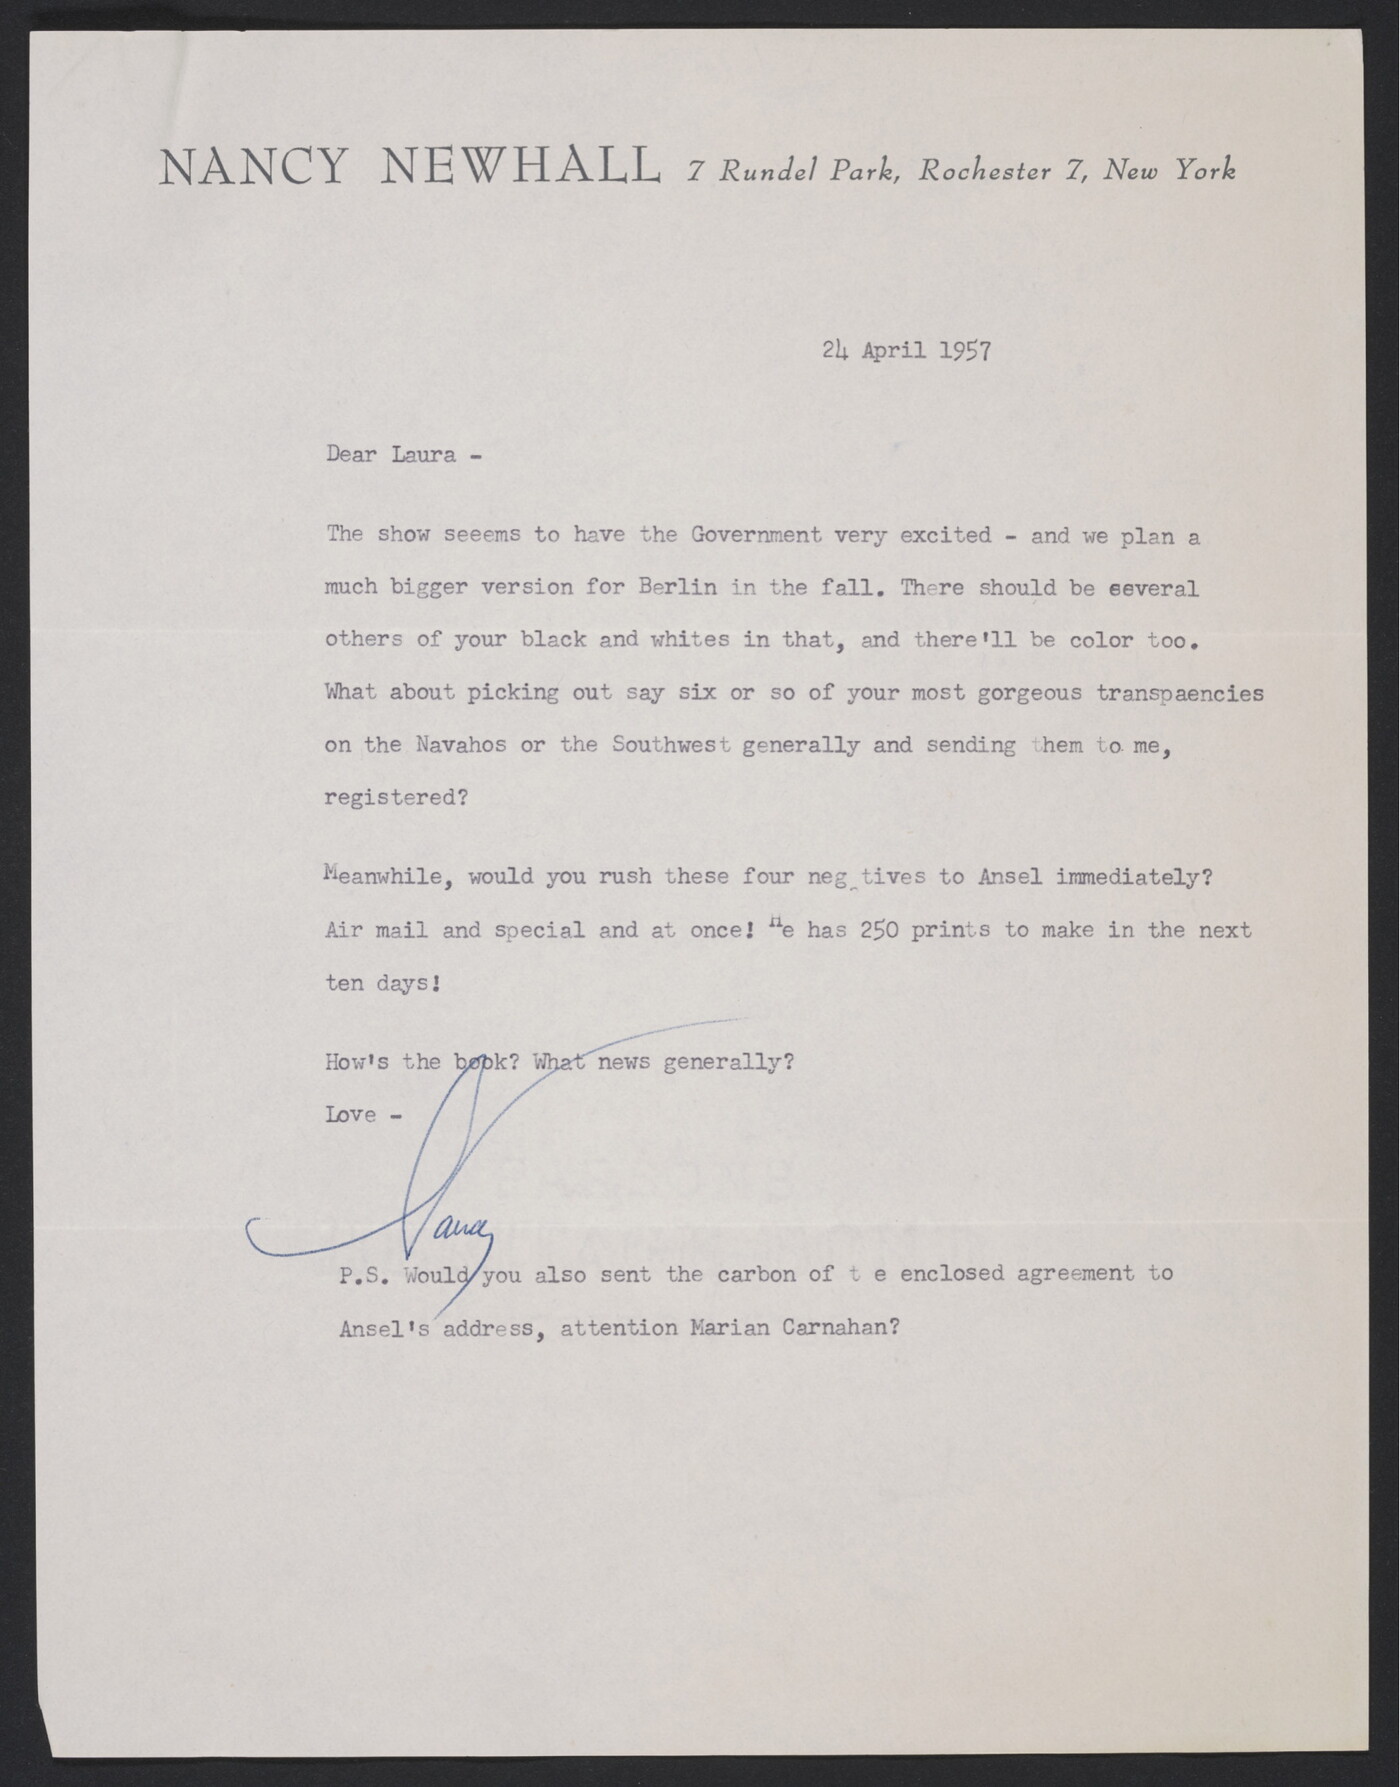 NANCY NEWHALL 7 Rundel Park, Rochester 7, New York
24 April 1957
Dear Laura -
The show seeems to have the Government very excited - and we plan a
much bigger version for Berlin in the fall. There should be several
others of your black and whites in that, and there'll be color too.
What about picking out say six or so of your most gorgeous transpaencies
on the Navahos or the Southwest generally and sending them to me,
registered?
Meanwhile, would you rush these four neg tives to Ansel immediately?
Air mail and special and at once! He has 250 prints to make in the next
ten days!
How's the book? What news generally?
Love -
Nancy
P.S. Would you also sent the carbon of t e enclosed agreement to
Ansel's address, attention Marian Carnahan?